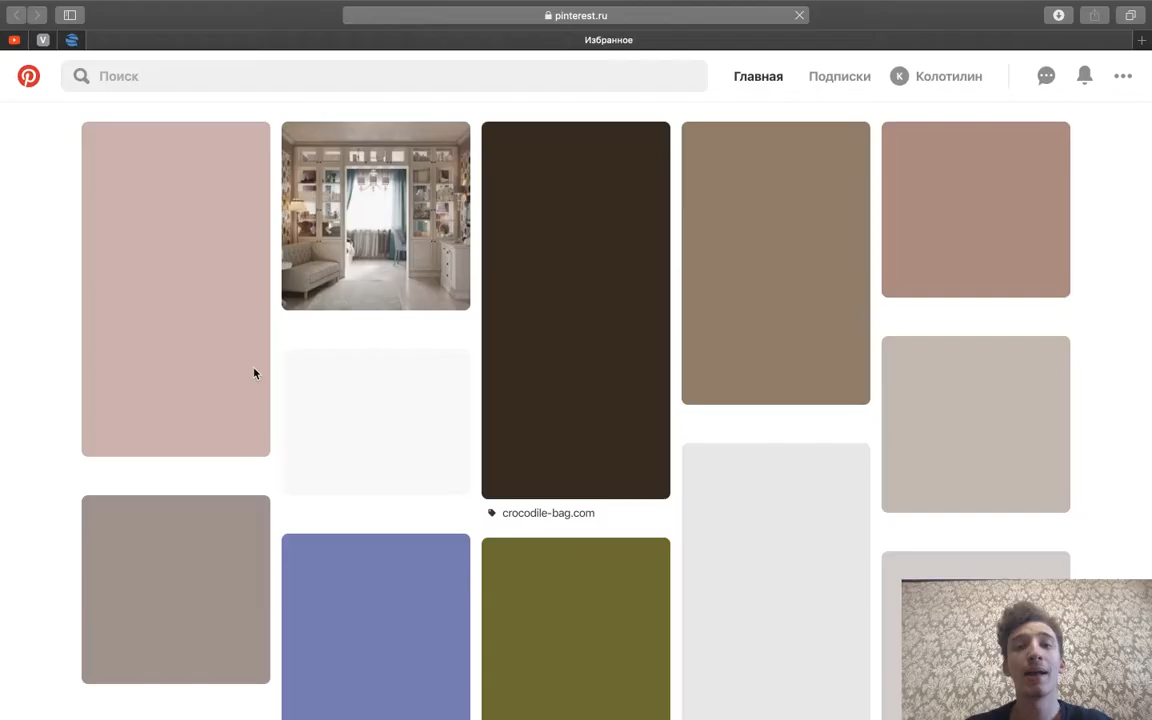 pinterest.ru
V
Избранное
Поиск
Главная
Подписки
К
Колотилин
crocodile-bag.com